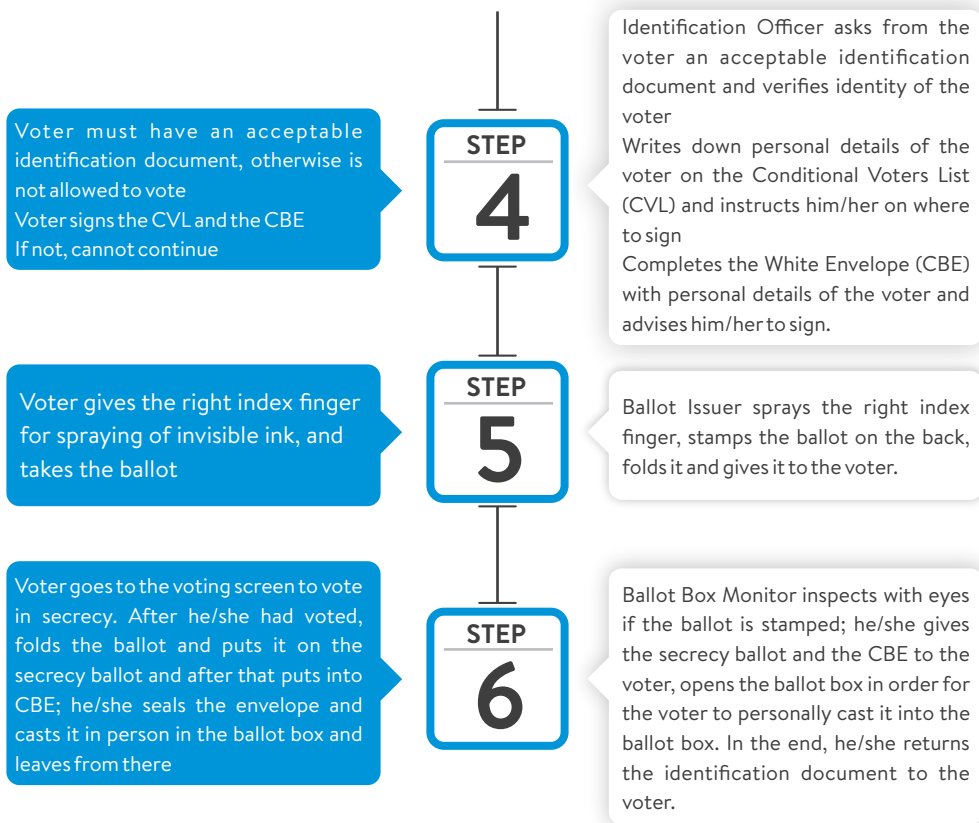 Identification Officer asks from the
voter an acceptable identification
document and verifies identity of the
voter
Writes down personal details of the
voter on the Conditional Voters List
(CVL) and instructs him/her on where
to sign
Completes the White Envelope (CBE)
with personal details of the voter and
advises him/her to sign.
Voter must have an acceptable
identification document, otherwise is
not allowed to vote
Voter signs the CVL and the CBE
If not, cannot continue
STEP
4
Voter gives the right index finger
for spraying of invisible ink, and
takes the ballot
STEP
5
Ballot Issuer sprays the right index
finger, stamps the ballot on the back,
folds it and gives it to the voter.
Voter goes to the voting screen to vote
in secrecy. After he/she had voted,
folds the ballot and puts it on the
secrecy ballot and after that puts into
CBE; he/she seals the envelope and
casts it in person in the ballot box and
leaves from there
STEP
6
Ballot Box Monitor inspects with eyes
if the ballot is stamped; he/she gives
the secrecy ballot and the CBE to the
voter, opens the ballot box in order for
the voter to personally cast it into the
ballot box. In the end, he/she returns
the identification document to the
voter.